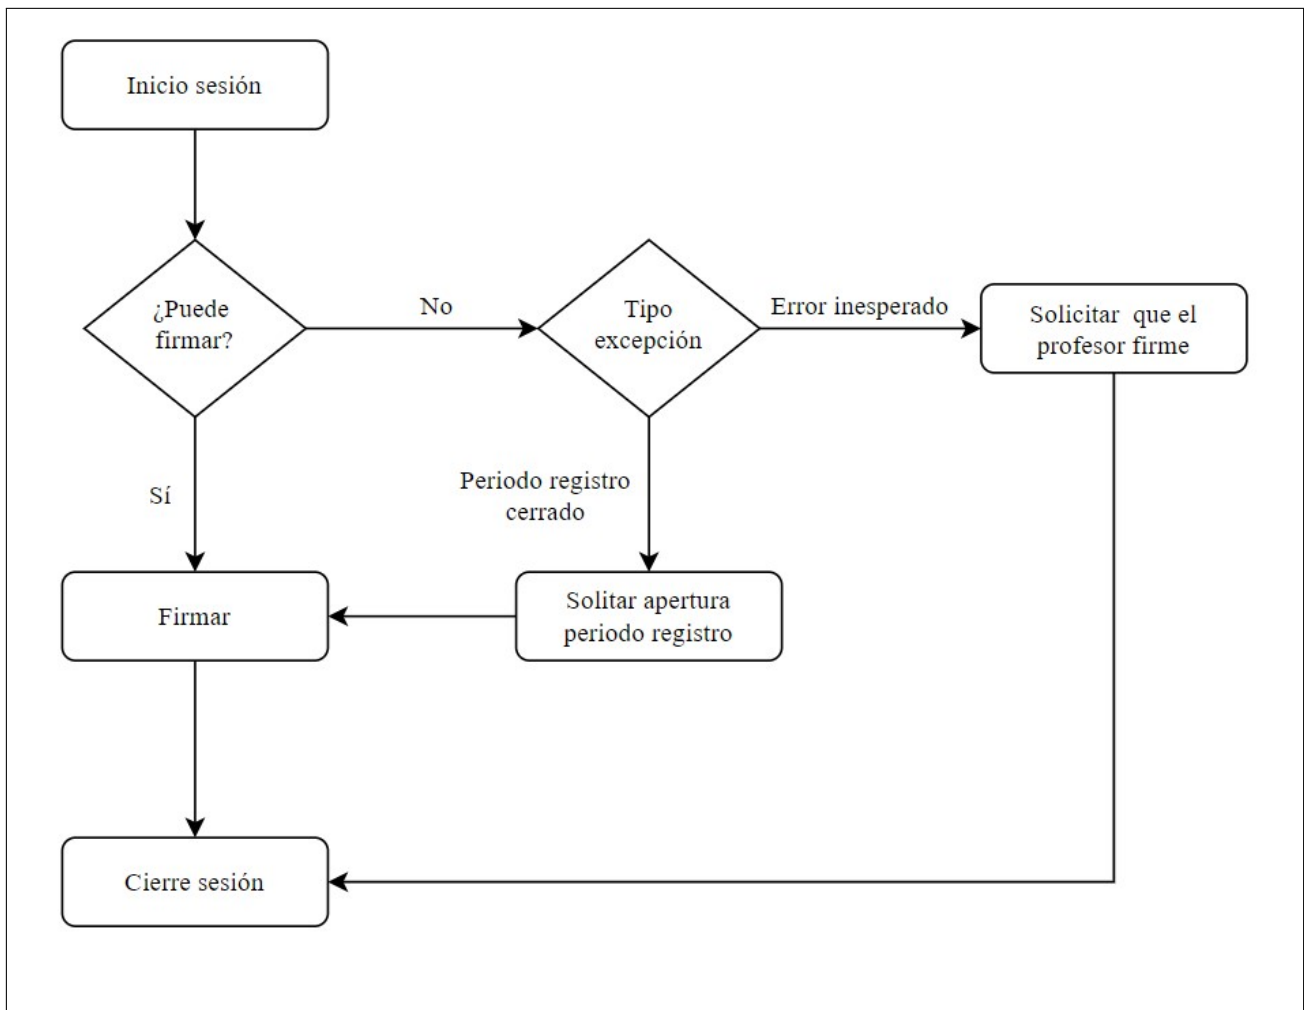 Inicio sesión
¿Puede
firmar?
No
Tipo
excepción
Error inesperado
Solicitar que el
profesor firme
Sí
Periodo registro
cerrado
Firmar
Solitar apertura
periodo registro
Cierre sesión